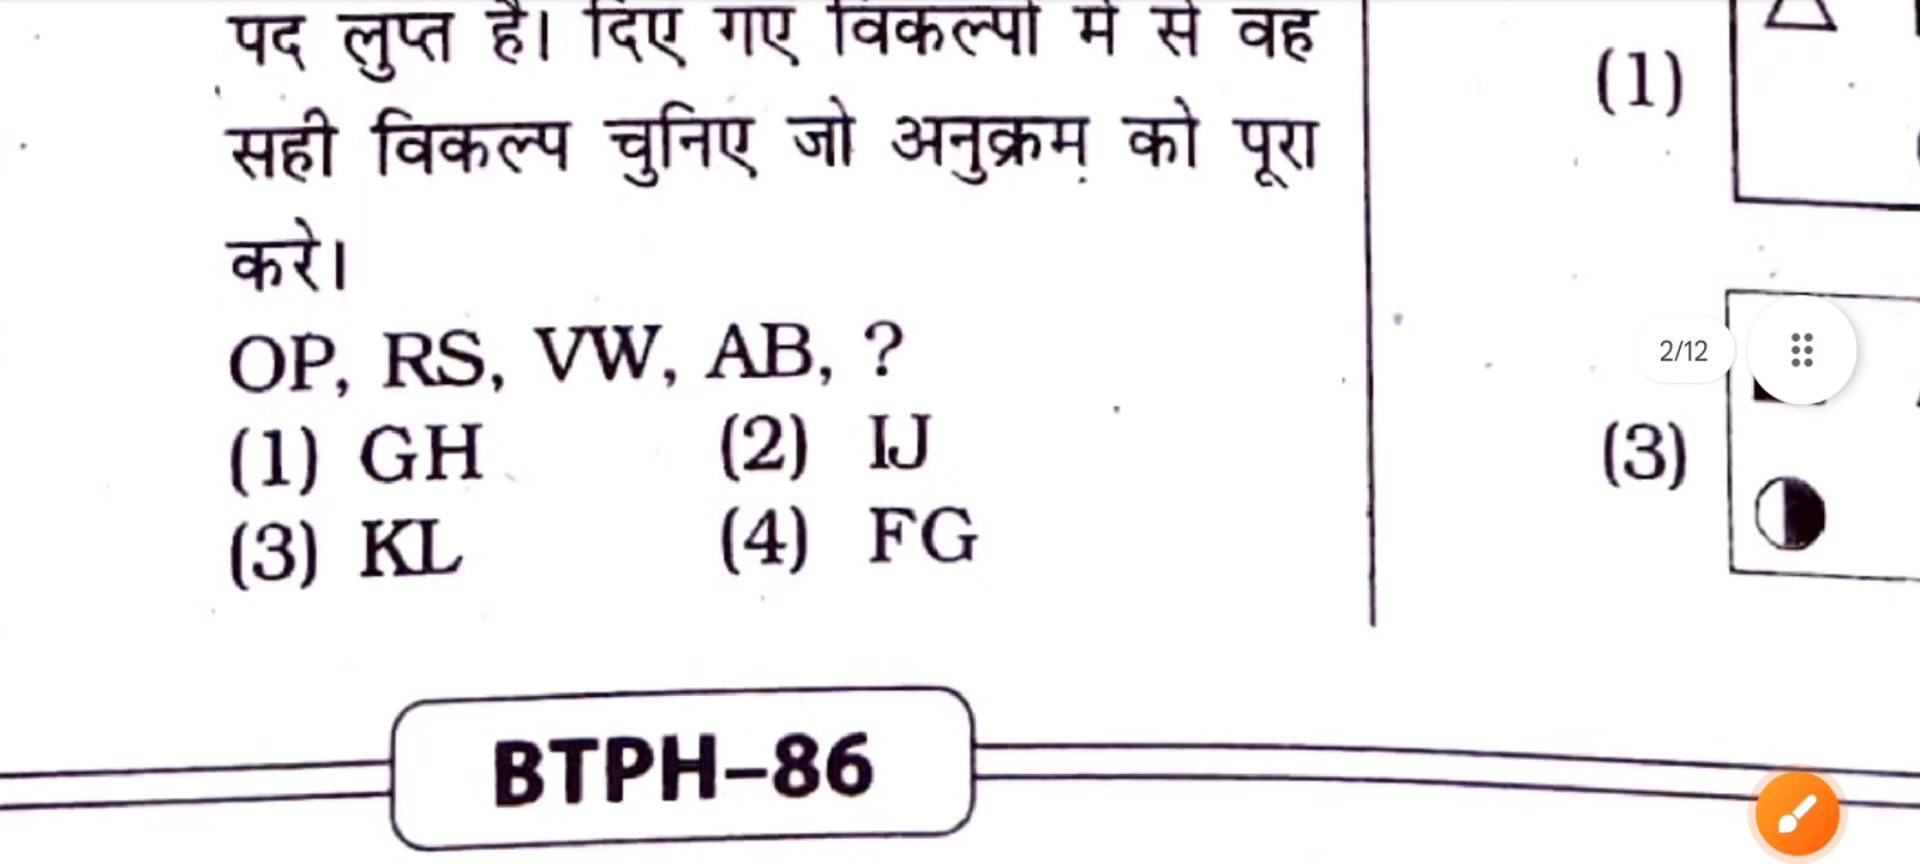 पद लुप्त है। दिए गए विकल्पों में से वह
सही विकल्प चुनिए जो अनुक्रम को पूरा
करे।
OP, RS, VW, AB, ?
(1) GH (2) IJ
(3) KL (4) FG
BTPH–86
(1)
2/12
(3)